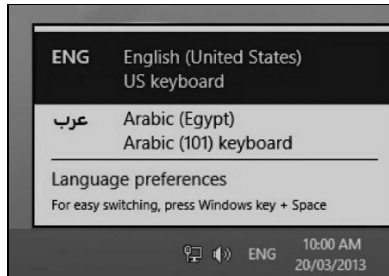 ENG English (United States)
US keyboard
عرب Arabic (Egypt)
Arabic (101) keyboard
Language preferences
For easy switching, press Windows key + Space
ENG 10:00 AM
20/03/2013